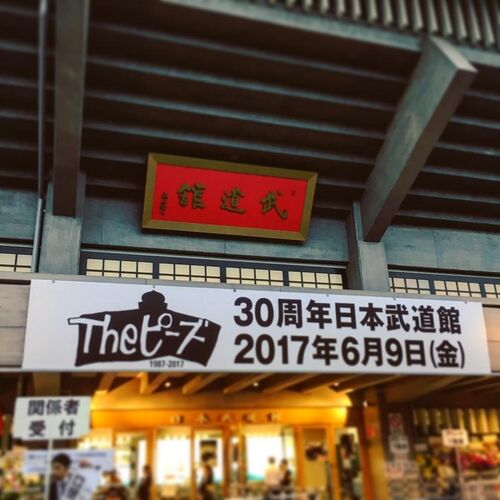 武道館
Theピーズ
1987-2017
30周年日本武道館
2017年6月9日(金)
関係者
受付